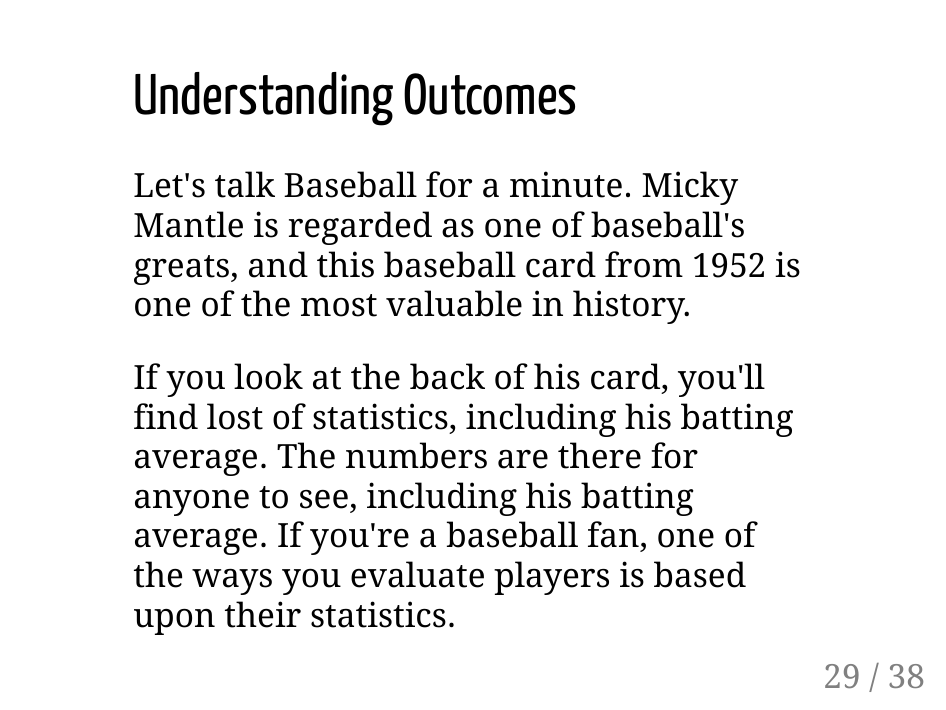 Understanding Outcomes
Let's talk Baseball for a minute. Micky
Mantle is regarded as one of baseball's
greats, and this baseball card from 1952 is
one of the most valuable in history.
If you look at the back of his card, you'll
find lost of statistics, including his batting
average. The numbers are there for
anyone to see, including his batting
average. If you're a baseball fan, one of
the ways you evaluate players is based
upon their statistics.
29 / 38